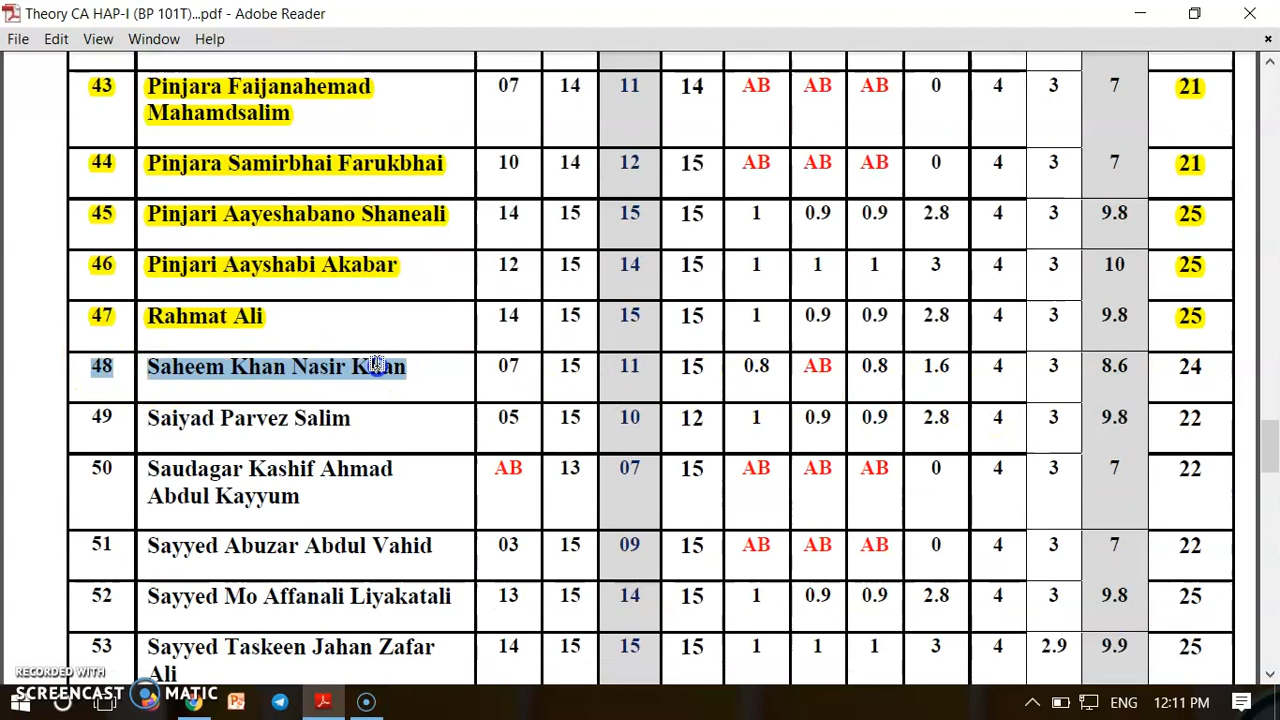 Theory CA HAP-I (BP 101T)...pdf - Adobe Reader
File Edit View Window Help
43 Pinjara Faijanahemad 07 14 11 14 AB AB AB 0 4 3 7 21
Mahamdsalim
44 Pinjara Samirbhai Farukbhai 10 14 12 15 AB AB AB 0 4 3 7 21
45 Pinjari Aayeshabano Shaneali 14 15 15 15 1 0.9 0.9 2.8 4 3 9.8 25
46 Pinjari Aayshabi Akabar 12 15 14 15 1 1 1 3 4 3 10 25
47 Rahmat Ali 14 15 15 15 1 0.9 0.9 2.8 4 3 9.8 25
48 Saheem Khan Nasir Khan 07 15 11 15 0.8 AB 0.8 1.6 4 3 8.6 24
49 Saiyad Parvez Salim 05 15 10 12 1 0.9 0.9 2.8 4 3 9.8 22
50 Saudagar Kashif Ahmad AB 13 07 15 AB AB AB 0 4 3 7 22
Abdul Kayyum
51 Sayyed Abuzar Abdul Vahid 03 15 09 15 AB AB AB 0 4 3 7 22
52 Sayyed Mo Affanali Liyakatali 13 15 14 15 1 0.9 0.9 2.8 4 3 9.8 25
53 Sayyed Taskeen Jahan Zafar 14 15 15 15 1 1 1 3 4 2.9 9.9 25
Ali
RECORDED WITH
SCREENCAST MATIC
ENG 12:11 PM